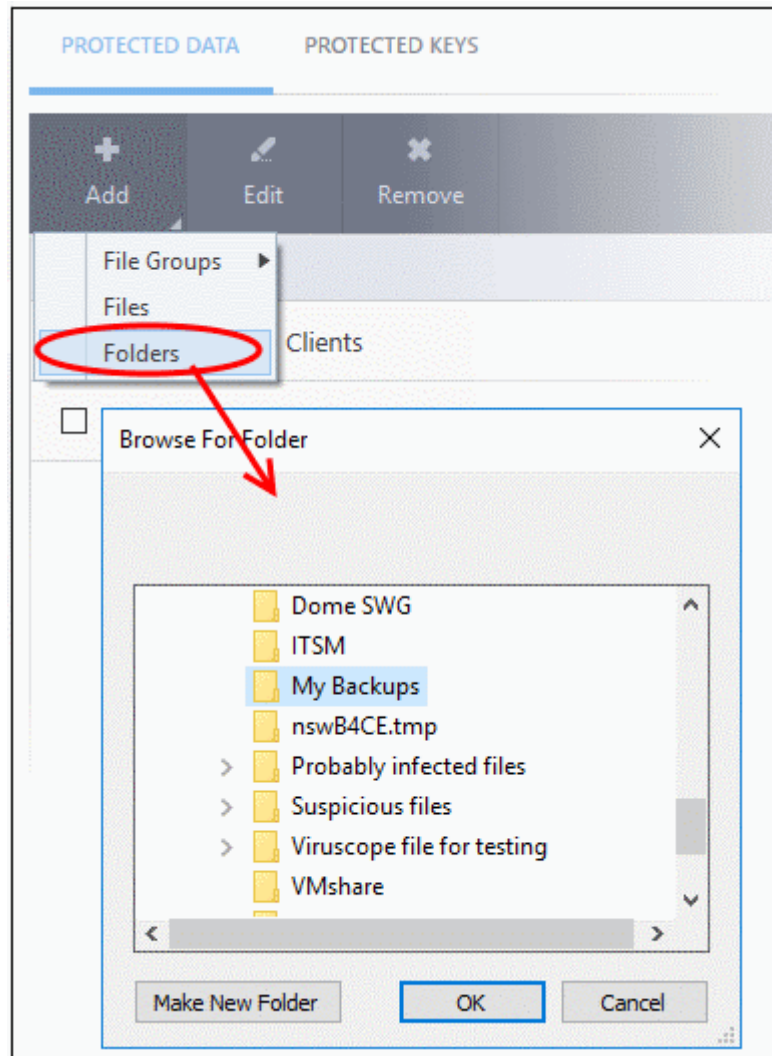 PROTECTED DATA PROTECTED KEYS
Add Edit Remove
File Groups
Files
Folders
Clients
Browse For Folder
Dome SWG
ITSM
My Backups
nswB4CE.tmp
Probably infected files
Suspicious files
Viruscope file for testing
VMshare
Make New Folder OK Cancel